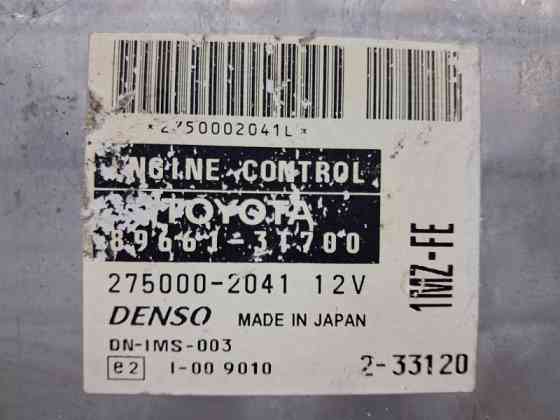 *2750002041L*
ENGINE CONTROL
TOYOTA
89661-31700
275000-2041 12V
DENSO MADE IN JAPAN
DN-IMS-003
e2 I-00 9010
2-33120
1MZ-FE